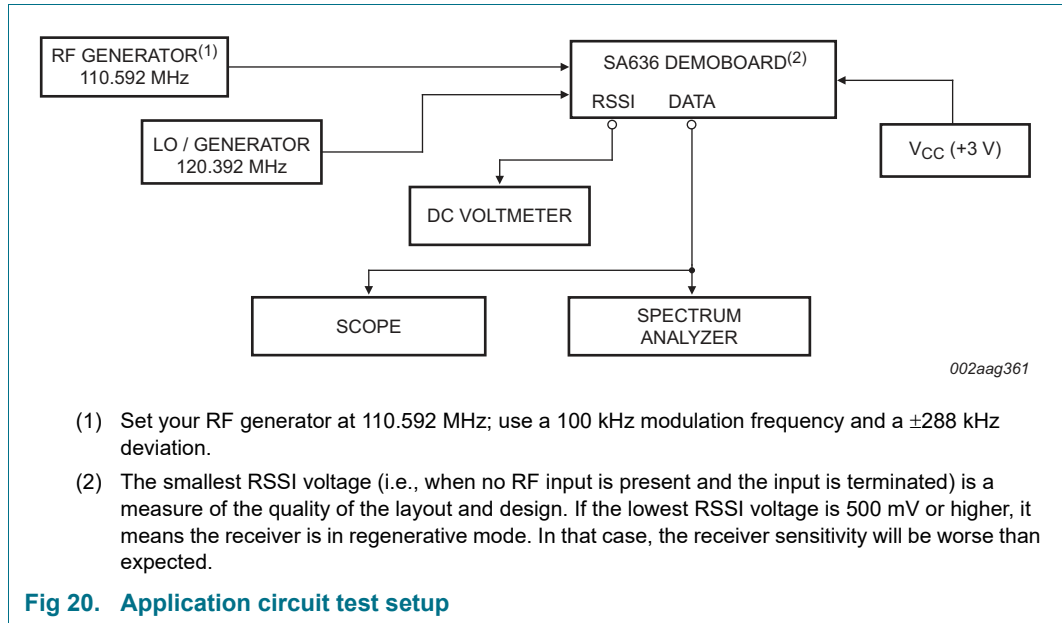 RF GENERATOR(1)
110.592 MHz
SA636 DEMOBOARD(2)
RSSI DATA
LO / GENERATOR
120.392 MHz
VCC (+3 V)
DC VOLTMETER
SCOPE
SPECTRUM
ANALYZER
002aag361
(1) Set your RF generator at 110.592 MHz; use a 100 kHz modulation frequency and a ±288 kHz
deviation.
(2) The smallest RSSI voltage (i.e., when no RF input is present and the input is terminated) is a
measure of the quality of the layout and design. If the lowest RSSI voltage is 500 mV or higher, it
means the receiver is in regenerative mode. In that case, the receiver sensitivity will be worse than
expected.
Fig 20. Application circuit test setup